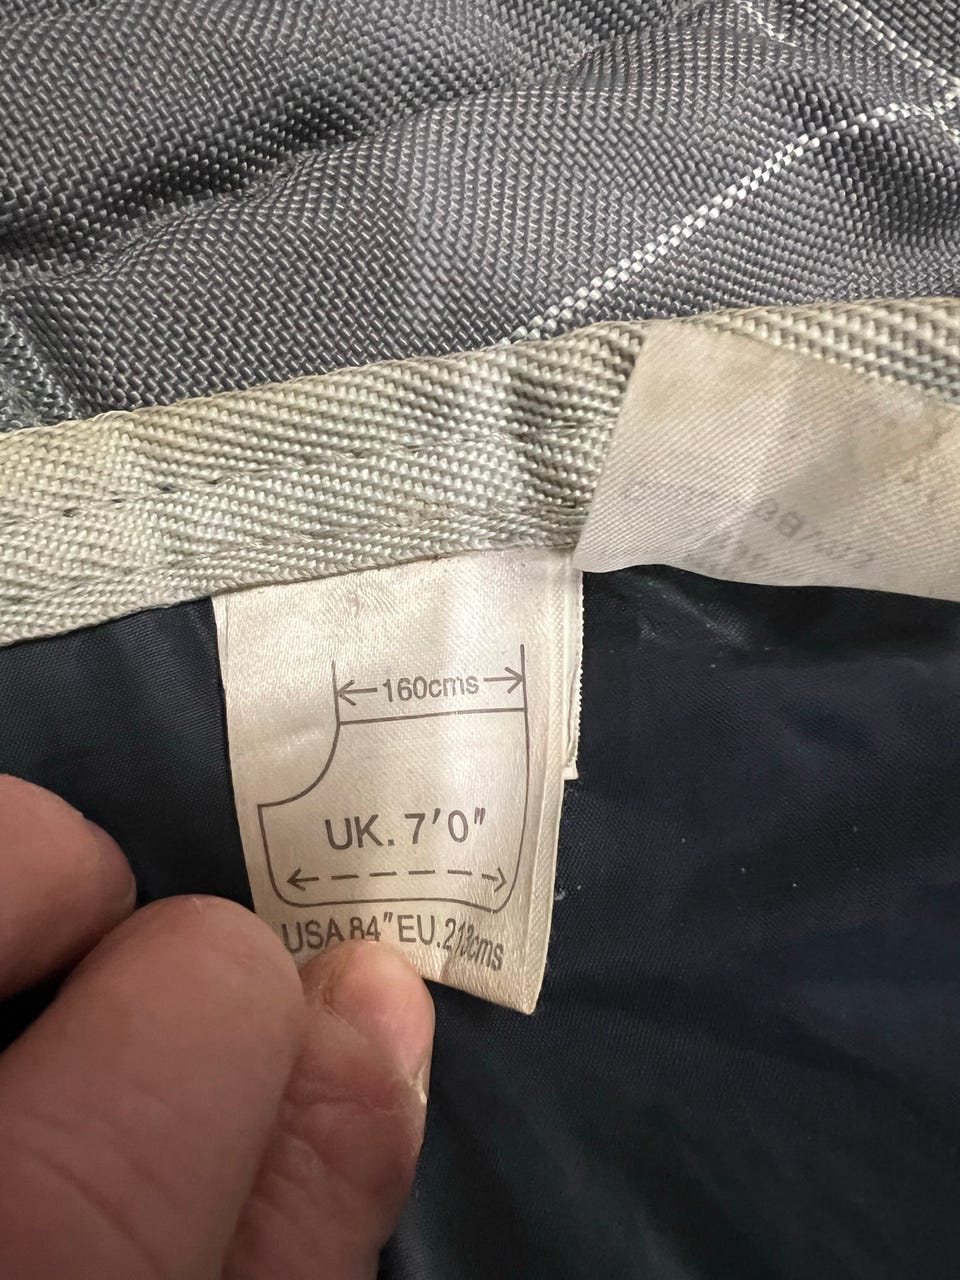 160cms
UK. 7'0"
USA 84" EU. 213cms